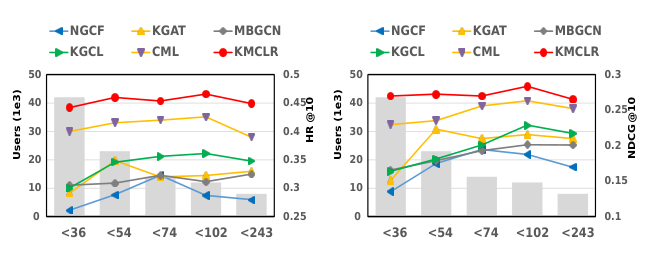 NGCF KGAT MBGCN
KGCL CML KMCLR
50
40
30
20
10
0
Users (1e3)
0.5
0.45
0.4
0.35
0.3
0.25
HR @10
<36 <54 <74 <102 <243
NGCF KGAT MBGCN
KGCL CML KMCLR
50
40
30
20
10
0
Users (1e3)
0.3
0.25
0.2
0.15
0.1
NDCG@10
<36 <54 <74 <102 <243